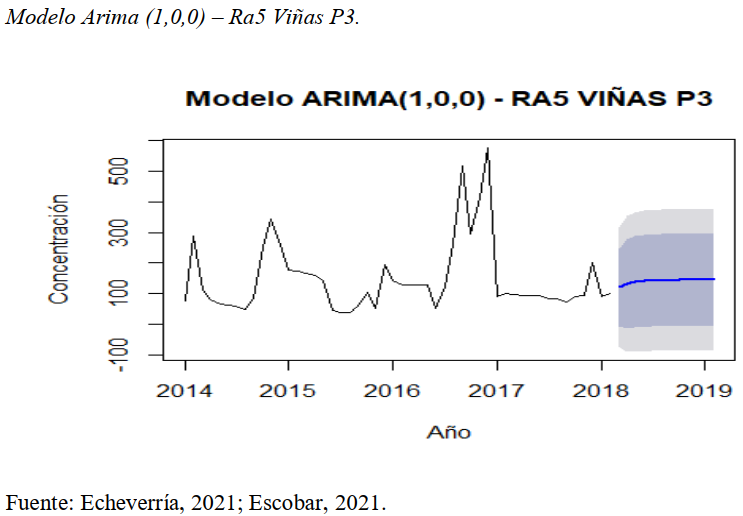 Modelo Arima (1,0,0) – Ra5 Viñas P3.
Modelo ARIMA(1,0,0) - RA5 VIÑAS P3
Concentración
500
300
100
-100
2014 2015 2016 2017 2018 2019
Año
Fuente: Echeverría, 2021; Escobar, 2021.